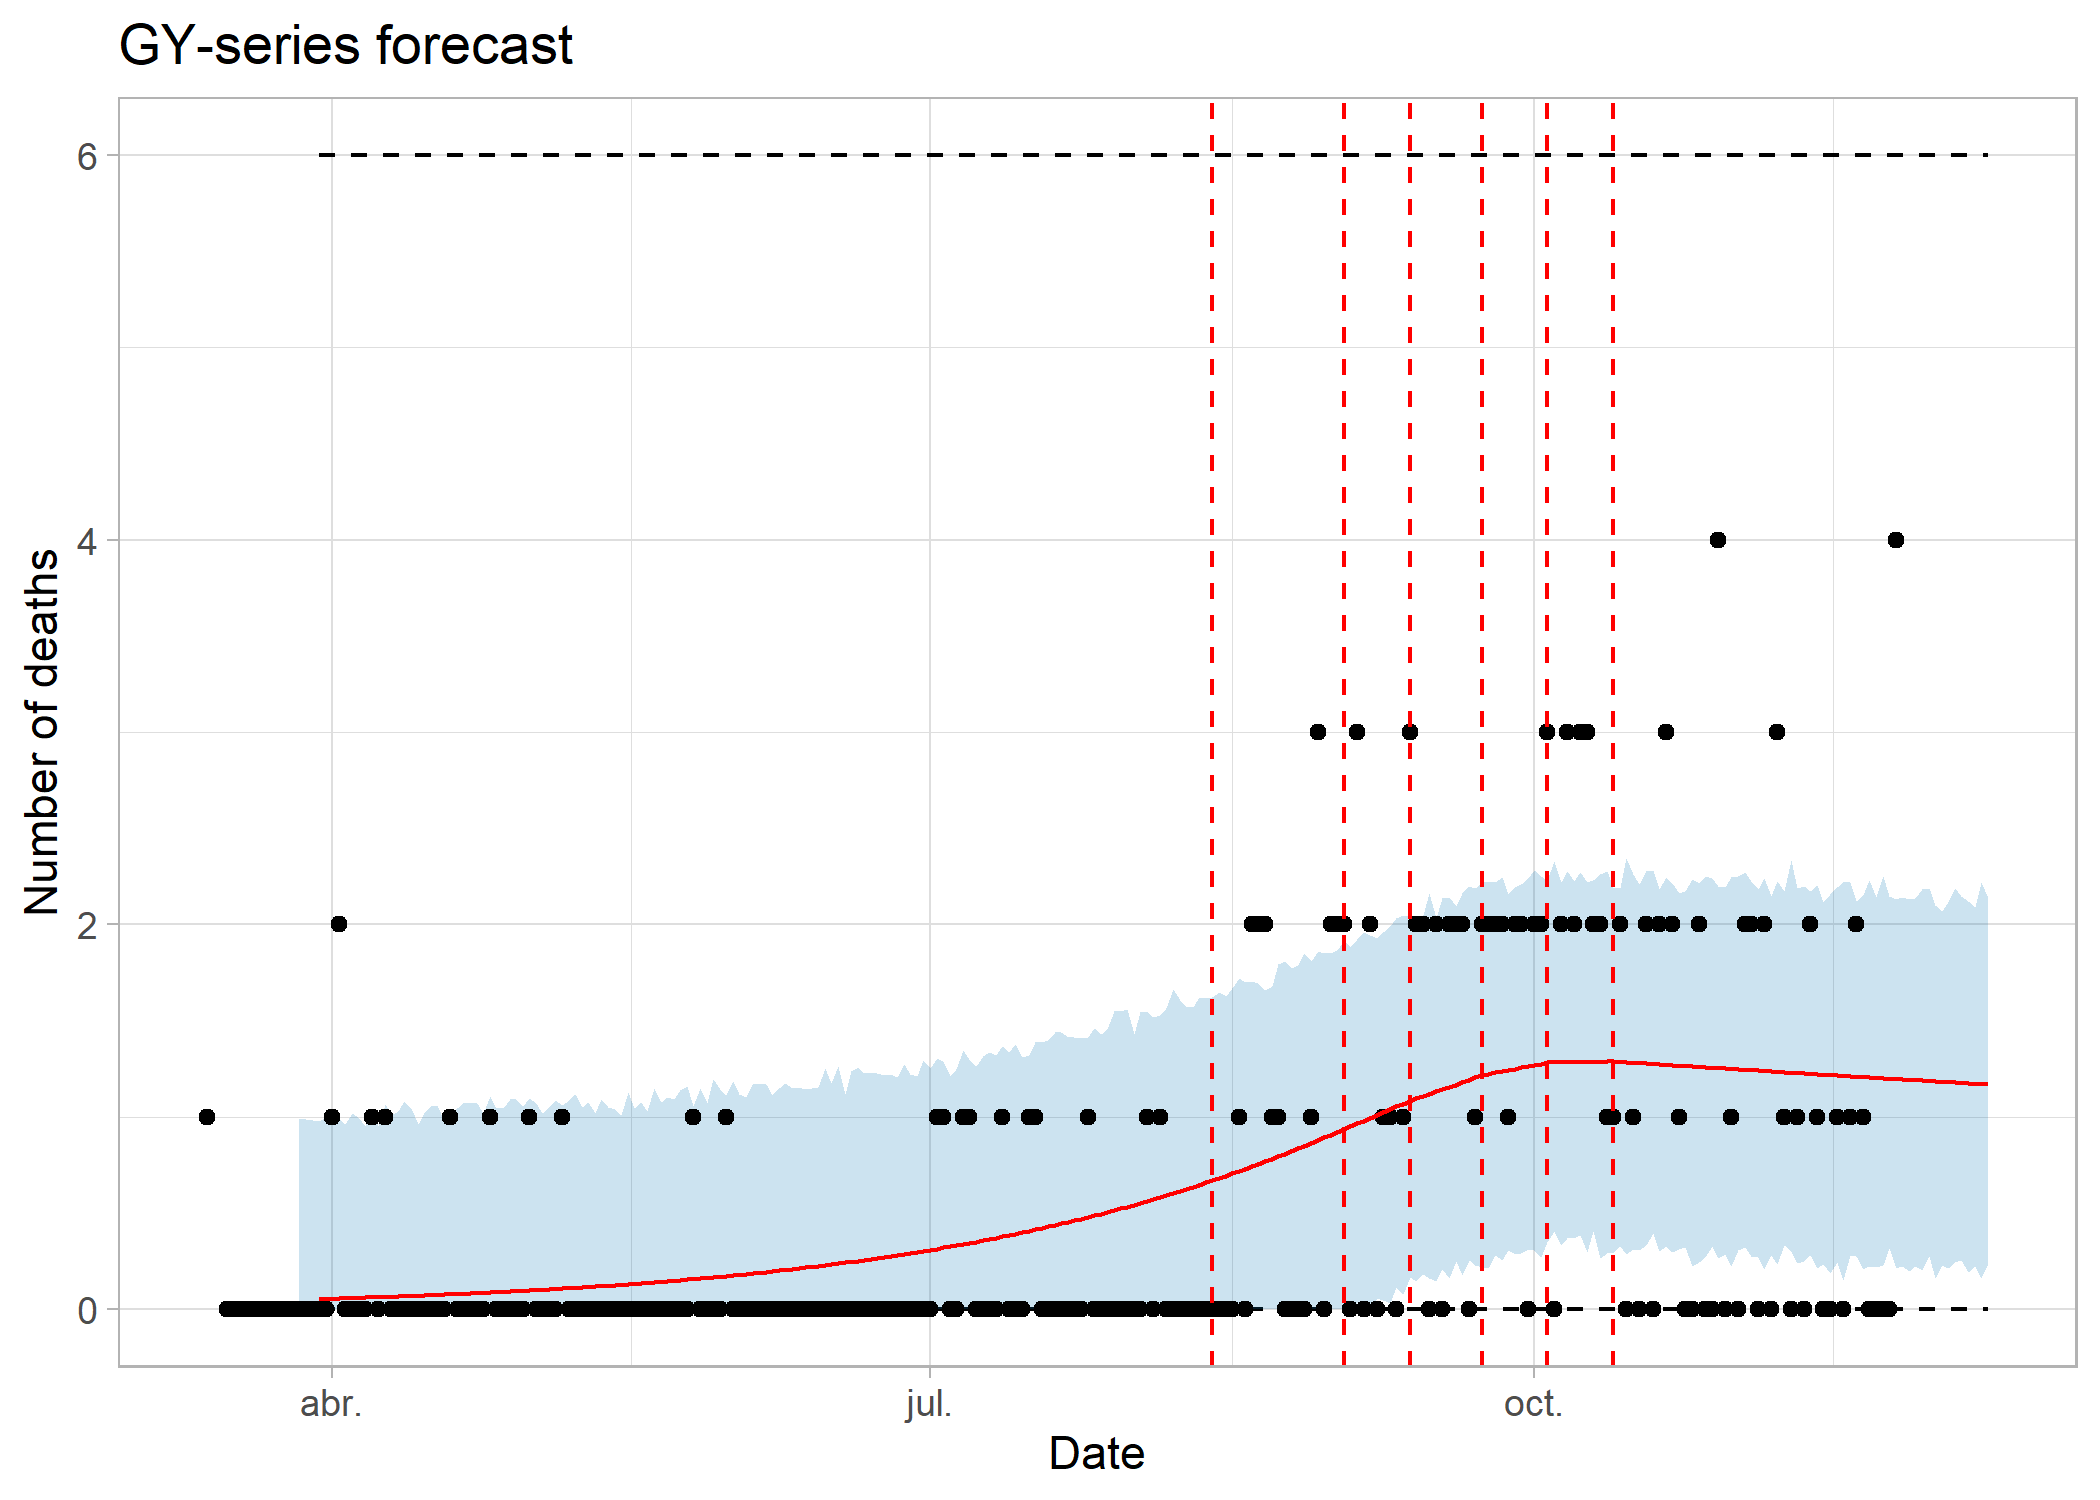 GY-series forecast
6
4
2
0
Number of deaths
abr.
jul.
oct.
Date